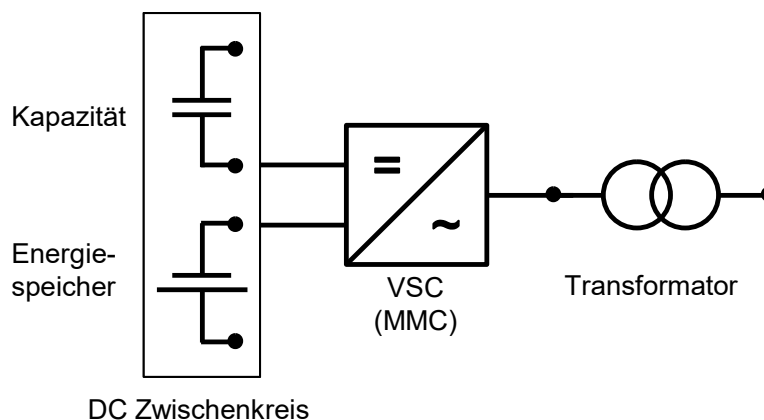 Kapazität
=
~
Energie-
speicher
VSC
(MMC)
Transformator
DC Zwischenkreis